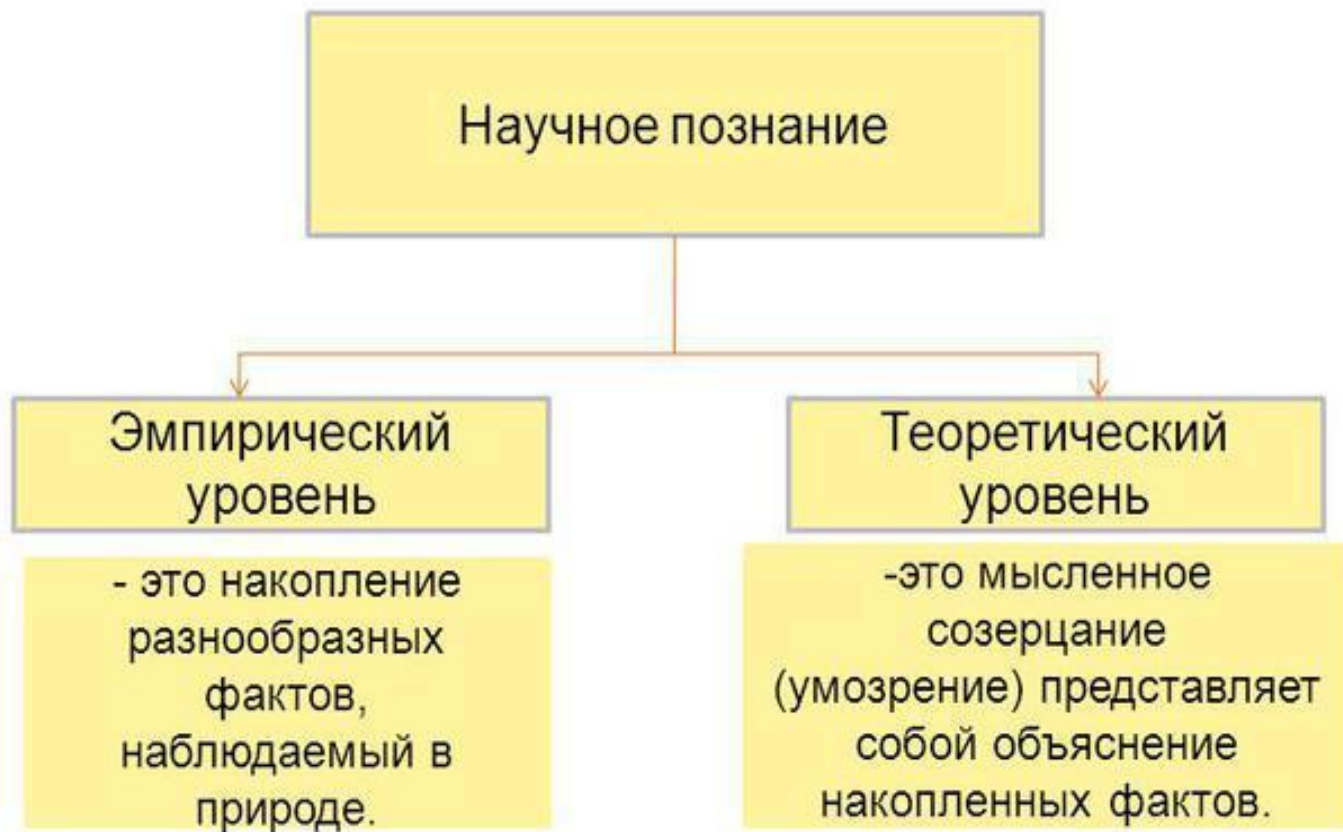 Научное познание
Эмпирический
уровень
- это накопление
разнообразных
фактов,
наблюдаемый в
природе.
Теоретический
уровень
-это мысленное
созерцание
(умозрение) представляет
собой объяснение
накопленных фактов.